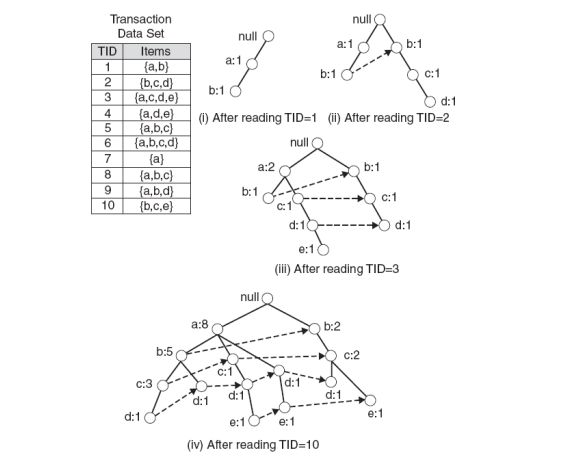 Transaction
Data Set
TID Items
1 {a,b}
2 {b,c,d}
3 {a,c,d,e}
4 {a,d,e}
5 {a,b,c}
6 {a,b,c,d}
7 {a}
8 {a,b,c}
9 {a,b,d}
10 {b,c,e}
null
a:1
b:1
(i) After reading TID=1
null
a:1 b:1
b:1 c:1
d:1
(ii) After reading TID=2
null
a:2 b:1
b:1 c:1 c:1
d:1 d:1
e:1
(iii) After reading TID=3
null
a:8 b:2
b:5 c:1 c:2
c:3 d:1 d:1 d:1 d:1
d:1 e:1 e:1 e:1
(iv) After reading TID=10